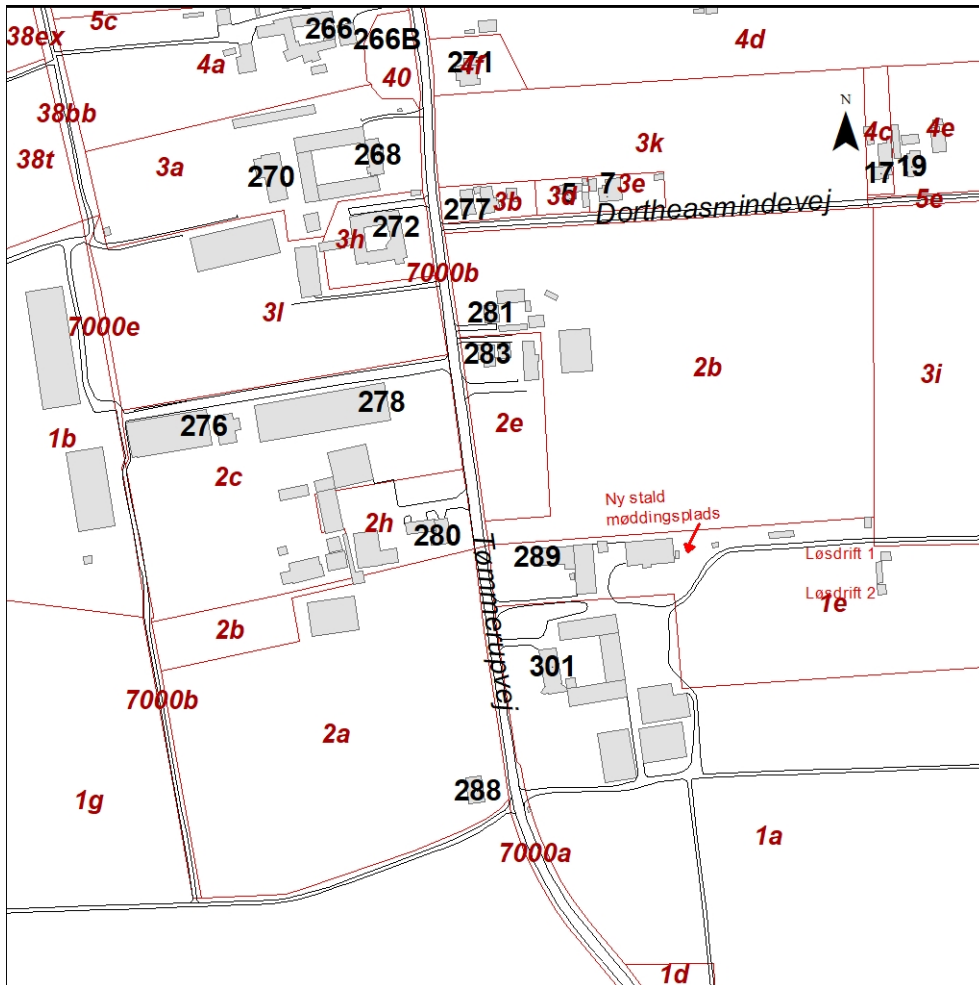 5c
38ex
266
266B
4a
40
271
4f
4d
38bb
38t
N
3a
270
268
3k
4c
4e
17
19
277
3b
3d
5
7
3e
5e
Dortheasmindevej
3h
272
7000b
3l
281
7000e
283
2b
3i
276
278
2e
1b
2c
2h
280
Ny stald
møddingsplads
289
Løsdrift 1
Løsdrift 2
1e
Tømmerupvej
2b
301
7000b
2a
1g
288
7000a
1a
1d